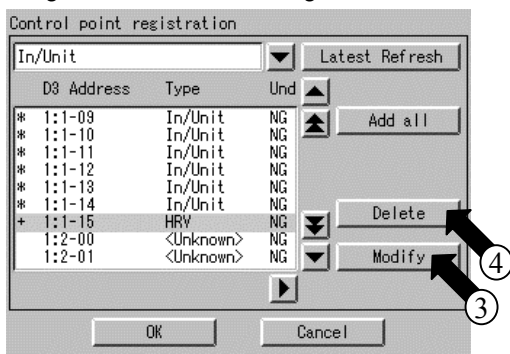 Control point registration
In/Unit
Latest Refresh
D3 Address Type Und
* 1:1-09 In/Unit NG
* 1:1-10 In/Unit NG
* 1:1-11 In/Unit NG
* 1:1-12 In/Unit NG
* 1:1-13 In/Unit NG
* 1:1-14 In/Unit NG
+ 1:1-15 HRV NG
1:2-00 <Unknown> NG
1:2-01 <Unknown> NG
Add all
Delete
4
Modify
3
OK Cancel